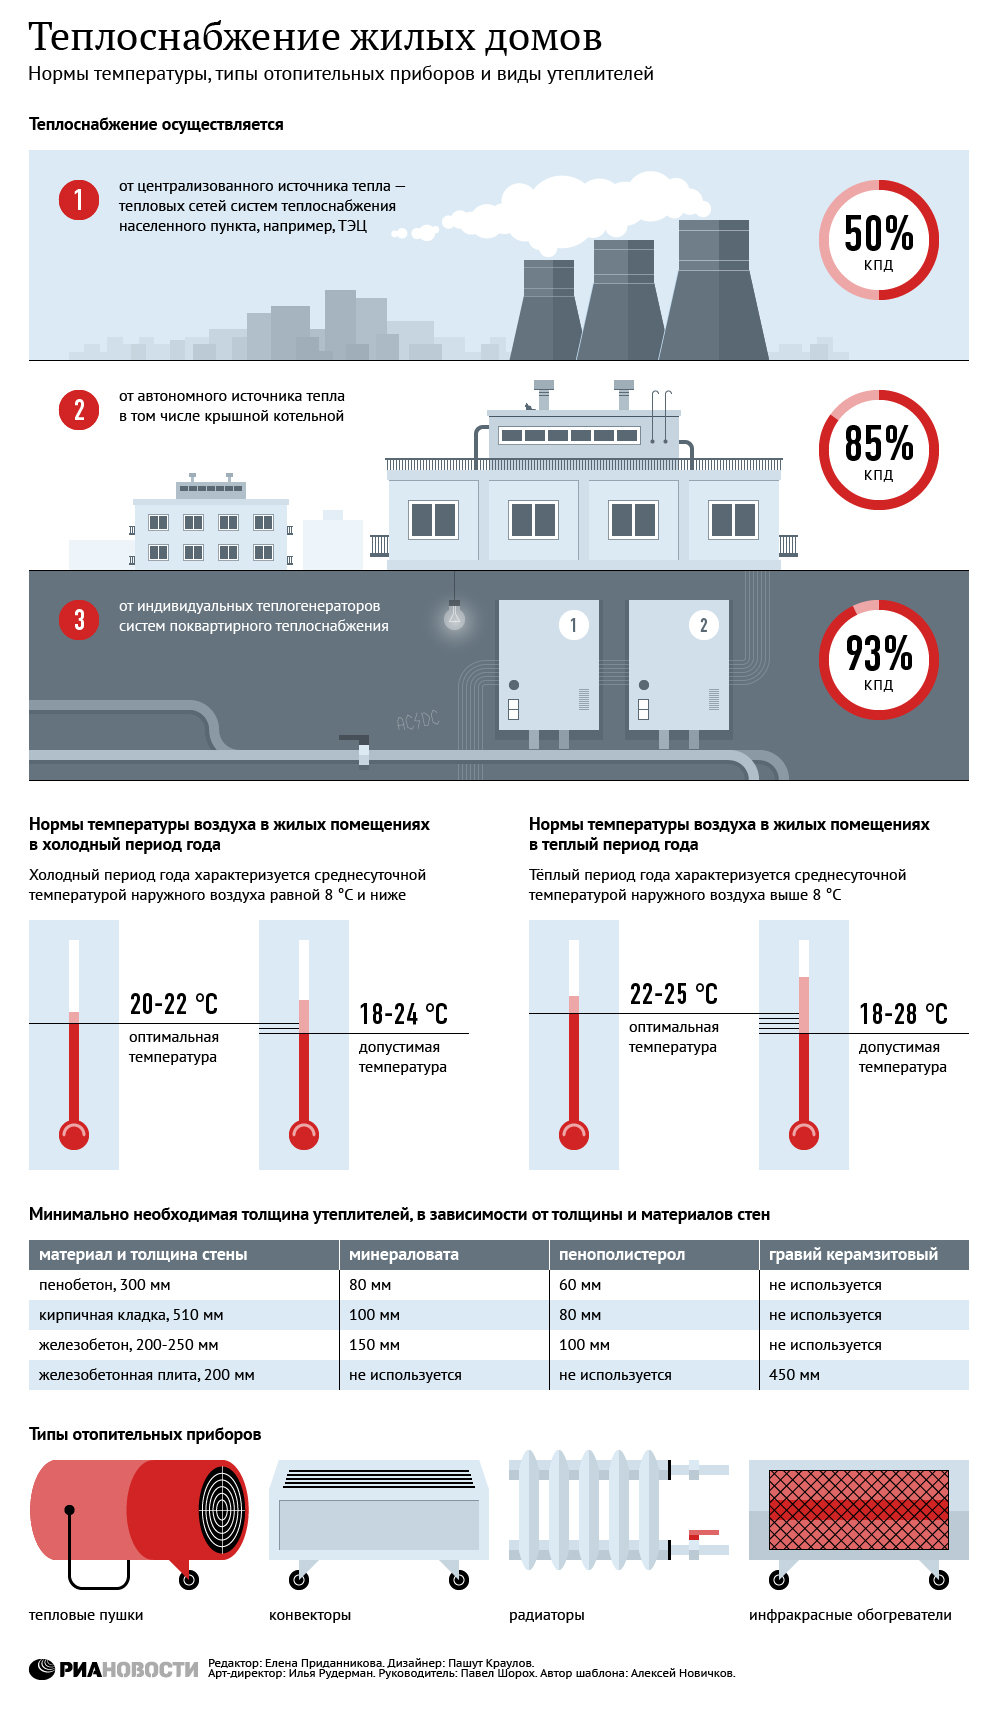 Теплоснабжение жилых домов
Нормы температуры, типы отопительных приборов и виды утеплителей
Теплоснабжение осуществляется
1
от централизованного источника тепла —
тепловых сетей систем теплоснабжения
населенного пункта, например, ТЭЦ
50%
КПД
2
от автономного источника тепла
в том числе крышной котельной
85%
КПД
3
от индивидуальных теплогенераторов
систем поквартирного теплоснабжения
1
2
93%
КПД
AC⚡DC
Нормы температуры воздуха в жилых помещениях
в холодный период года
Холодный период года характеризуется среднесуточной
температурой наружного воздуха равной 8 °С и ниже
20-22 °С
оптимальная
температура
18-24 °С
допустимая
температура
Нормы температуры воздуха в жилых помещениях
в теплый период года
Тёплый период года характеризуется среднесуточной
температурой наружного воздуха выше 8 °С
22-25 °С
оптимальная
температура
18-28 °С
допустимая
температура
Минимально необходимая толщина утеплителей, в зависимости от толщины и материалов стен
материал и толщина стены минераловата пенополистерол гравий керамзитовый
пенобетон, 300 мм 80 мм 60 мм не используется
кирпичная кладка, 510 мм 100 мм 80 мм не используется
железобетон, 200-250 мм 150 мм 100 мм не используется
железобетонная плита, 200 мм не используется не используется 450 мм
Типы отопительных приборов
тепловые пушки конвекторы радиаторы инфракрасные обогреватели
РИАНОВОСТИ
Редактор: Елена Приданникова. Дизайнер: Пашут Краулов.
Арт-директор: Илья Рудерман. Руководитель: Павел Шорох. Автор шаблона: Алексей Новичков.